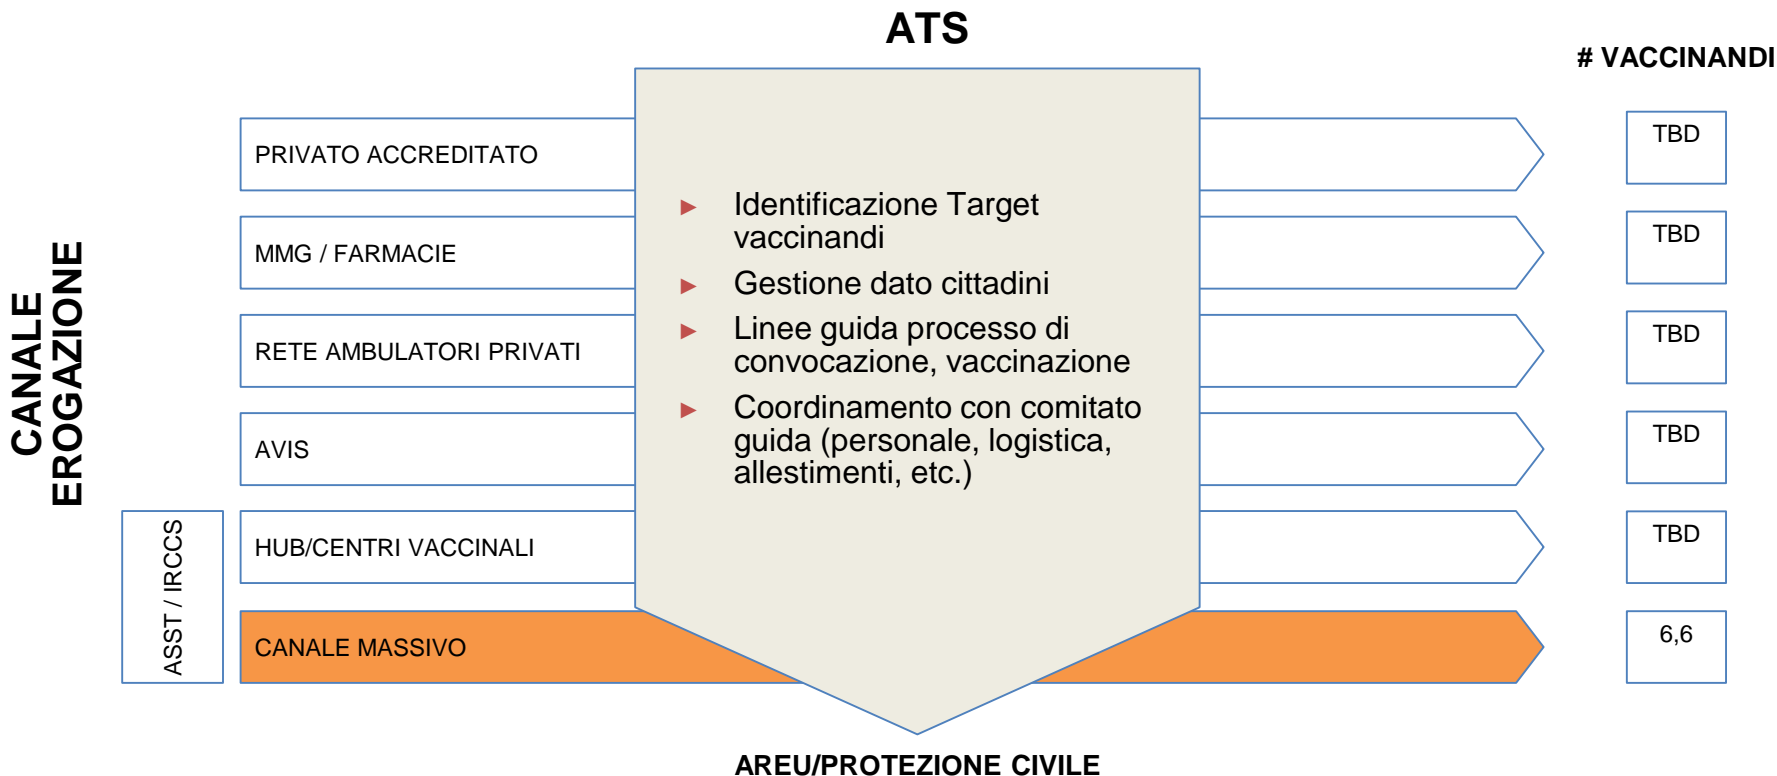 ATS
# VACCINANDI
CANALE
EROGAZIONE
PRIVATO ACCREDITATO
TBD
MMG / FARMACIE
TBD
RETE AMBULATORI PRIVATI
TBD
AVIS
TBD
ASST / IRCCS
HUB/CENTRI VACCINALI
TBD
CANALE MASSIVO
6,6
► Identificazione Target
vaccinandi
► Gestione dato cittadini
► Linee guida processo di
convocazione, vaccinazione
► Coordinamento con comitato
guida (personale, logistica,
allestimenti, etc.)
AREU/PROTEZIONE CIVILE